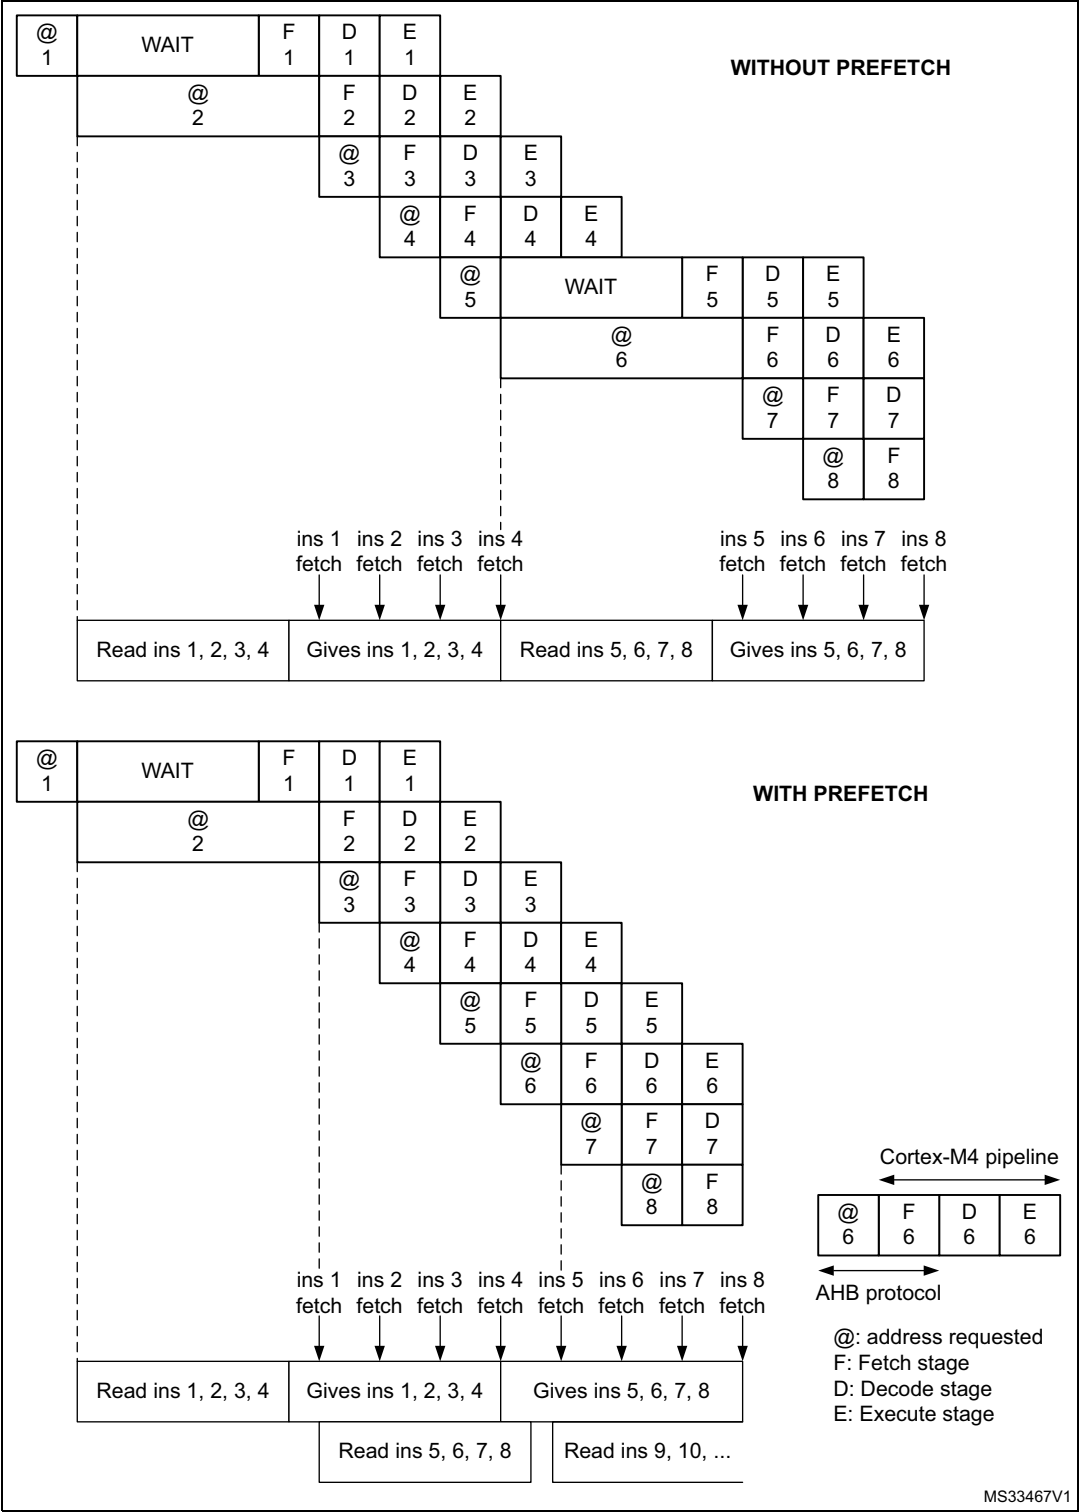 @ WAIT F D E
1 1 1 1
WITHOUT PREFETCH
@ F D E
2 2 2 2
@ F D E
3 3 3 3
@ F D E
4 4 4 4
@ WAIT F D E
5 5 5 5
@ F D E
6 6 6 6
@ F D
7 7 7
@ F
8 8
ins 1 ins 2 ins 3 ins 4 ins 5 ins 6 ins 7 ins 8
fetch fetch fetch fetch fetch fetch fetch fetch
Read ins 1, 2, 3, 4 Gives ins 1, 2, 3, 4 Read ins 5, 6, 7, 8 Gives ins 5, 6, 7, 8
@ WAIT F D E
1 1 1 1
WITH PREFETCH
@ F D E
2 2 2 2
@ F D E
3 3 3 3
@ F D E
4 4 4 4
@ F D E
5 5 5 5
@ F D E
6 6 6 6
@ F D
7 7 7
@ F
8 8
Cortex-M4 pipeline
@ F D E
6 6 6 6
AHB protocol
ins 1 ins 2 ins 3 ins 4 ins 5 ins 6 ins 7 ins 8
fetch fetch fetch fetch fetch fetch fetch fetch
@: address requested
F: Fetch stage
D: Decode stage
E: Execute stage
Read ins 1, 2, 3, 4 Gives ins 1, 2, 3, 4 Gives ins 5, 6, 7, 8
Read ins 5, 6, 7, 8 Read ins 9, 10, ...
MS33467V1